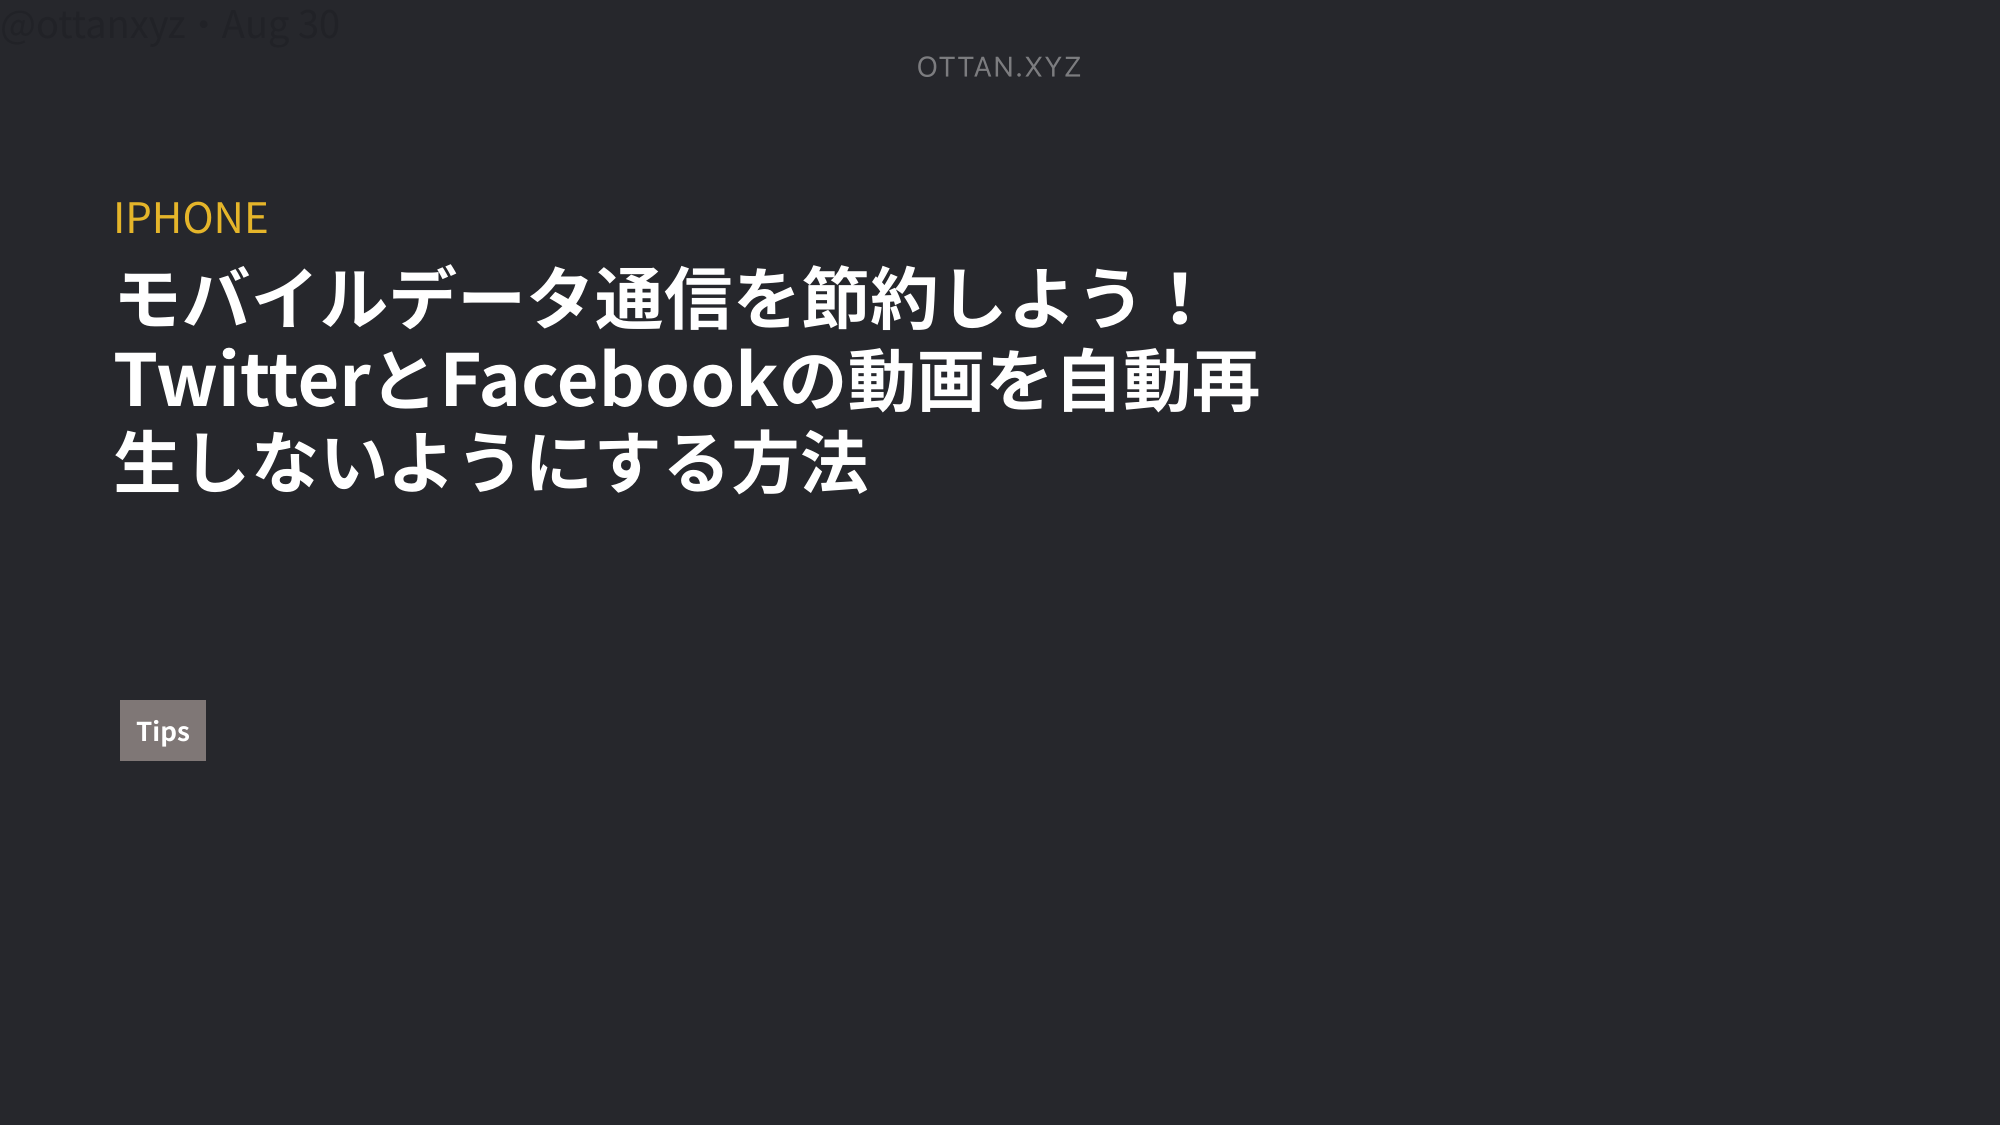 @ottanxyz・Aug 30
OTTAN.XYZ
IPHONE
モバイルデータ通信を節約しよう！
TwitterとFacebookの動画を自動再
生しないようにする方法
Tips